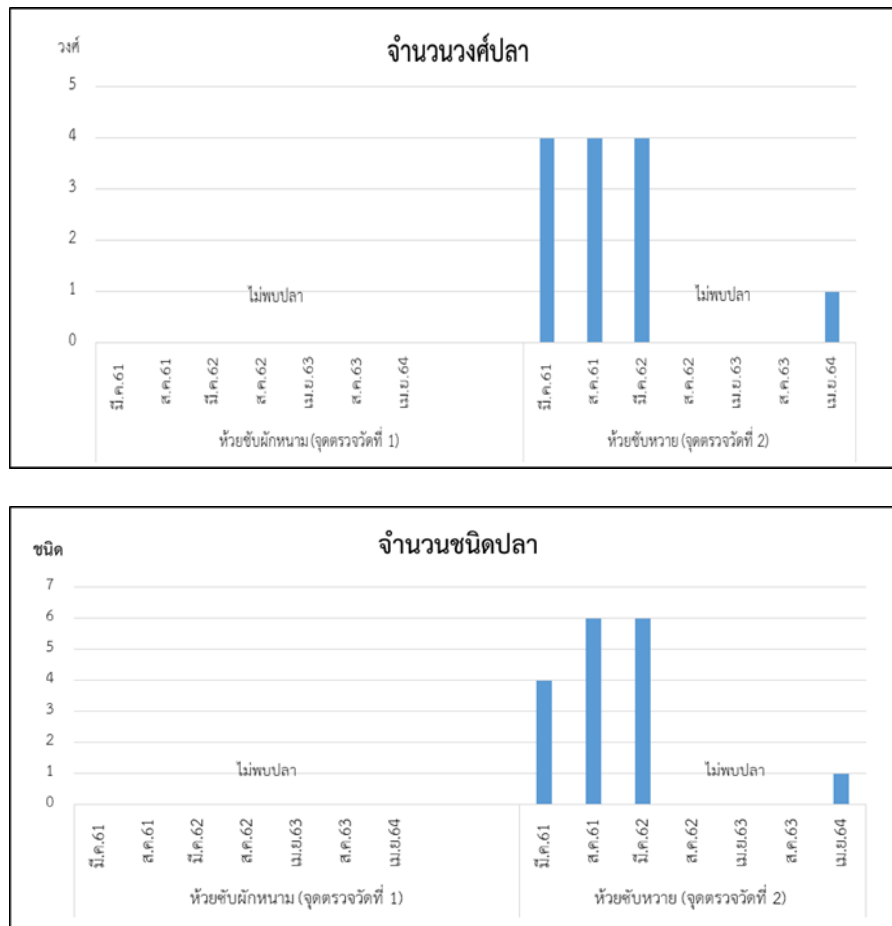 วงศ์
จำนวนวงศ์ปลา
5
4
3
2
1
0
ไม่พบปลา
ไม่พบปลา
มี.ค.61
ส.ค.61
มี.ค.62
ส.ค.62
เม.ย.63
ส.ค.63
เม.ย.64
มี.ค.61
ส.ค.61
มี.ค.62
ส.ค.62
เม.ย.63
ส.ค.63
เม.ย.64
ห้วยซับผักหนาม (จุดตรวจวัดที่ 1)
ห้วยซับหวาย (จุดตรวจวัดที่ 2)
ชนิด
จำนวนชนิดปลา
7
6
5
4
3
2
1
0
ไม่พบปลา
ไม่พบปลา
มี.ค.61
ส.ค.61
มี.ค.62
ส.ค.62
เม.ย.63
ส.ค.63
เม.ย.64
มี.ค.61
ส.ค.61
มี.ค.62
ส.ค.62
เม.ย.63
ส.ค.63
เม.ย.64
ห้วยซับผักหนาม (จุดตรวจวัดที่ 1)
ห้วยซับหวาย (จุดตรวจวัดที่ 2)